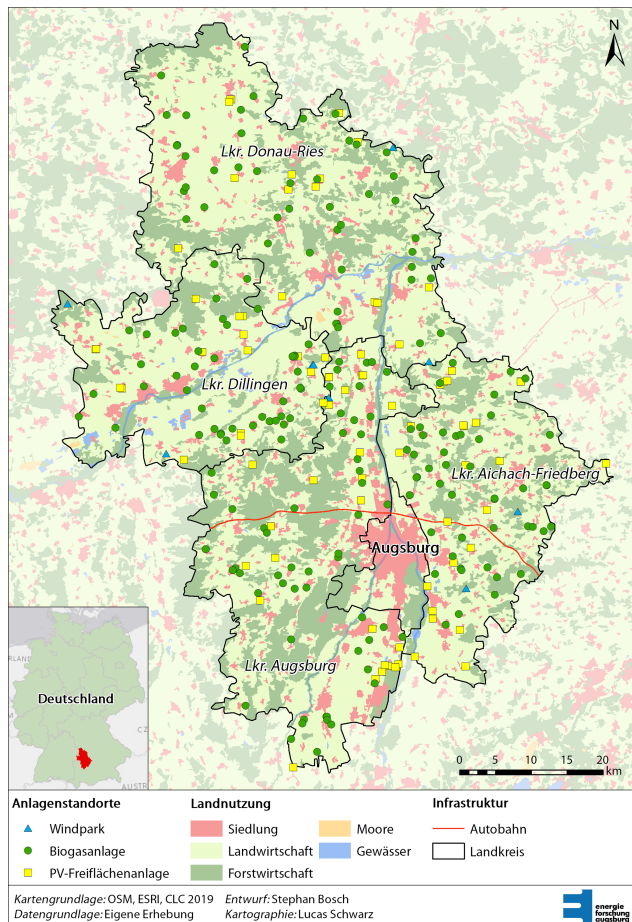 N
Lkr. Donau-Ries
Lkr. Dillingen
Lkr. Aichach-Friedberg
Augsburg
Lkr. Augsburg
Deutschland
0 5 10 15 20
km
Anlagenstandorte
Windpark
Biogasanlage
PV-Freiflächenanlage
Landnutzung
Siedlung
Landwirtschaft
Forstwirtschaft
Moore
Gewässer
Infrastruktur
Autobahn
Landkreis
Kartengrundlage: OSM, ESRI, CLC 2019 Entwurf: Stephan Bosch
Datengrundlage: Eigene Erhebung Kartographie: Lucas Schwarz
energie
forschung
augsburg